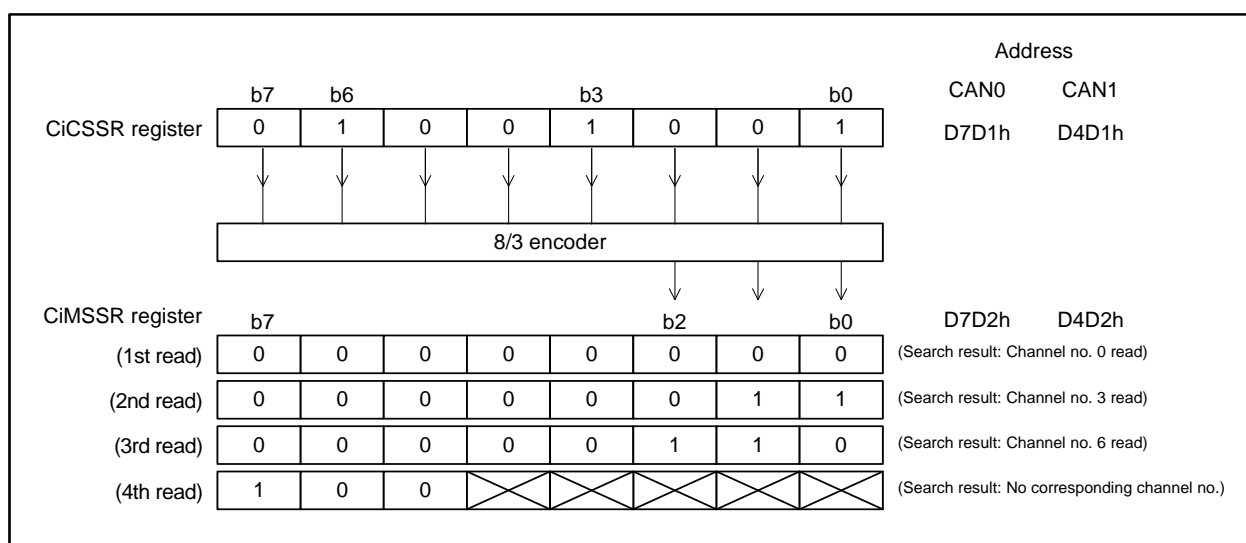 Address
b7 b6 b3 b0 CAN0 CAN1
CiCSSR register 0 1 0 0 1 0 0 1 D7D1h D4D1h
8/3 encoder
CiMSSR register b7 b2 b0 D7D2h D4D2h
(1st read) 0 0 0 0 0 0 0 0 (Search result: Channel no. 0 read)
(2nd read) 0 0 0 0 0 0 1 1 (Search result: Channel no. 3 read)
(3rd read) 0 0 0 0 0 1 1 0 (Search result: Channel no. 6 read)
(4th read) 1 0 0 (Search result: No corresponding channel no.)